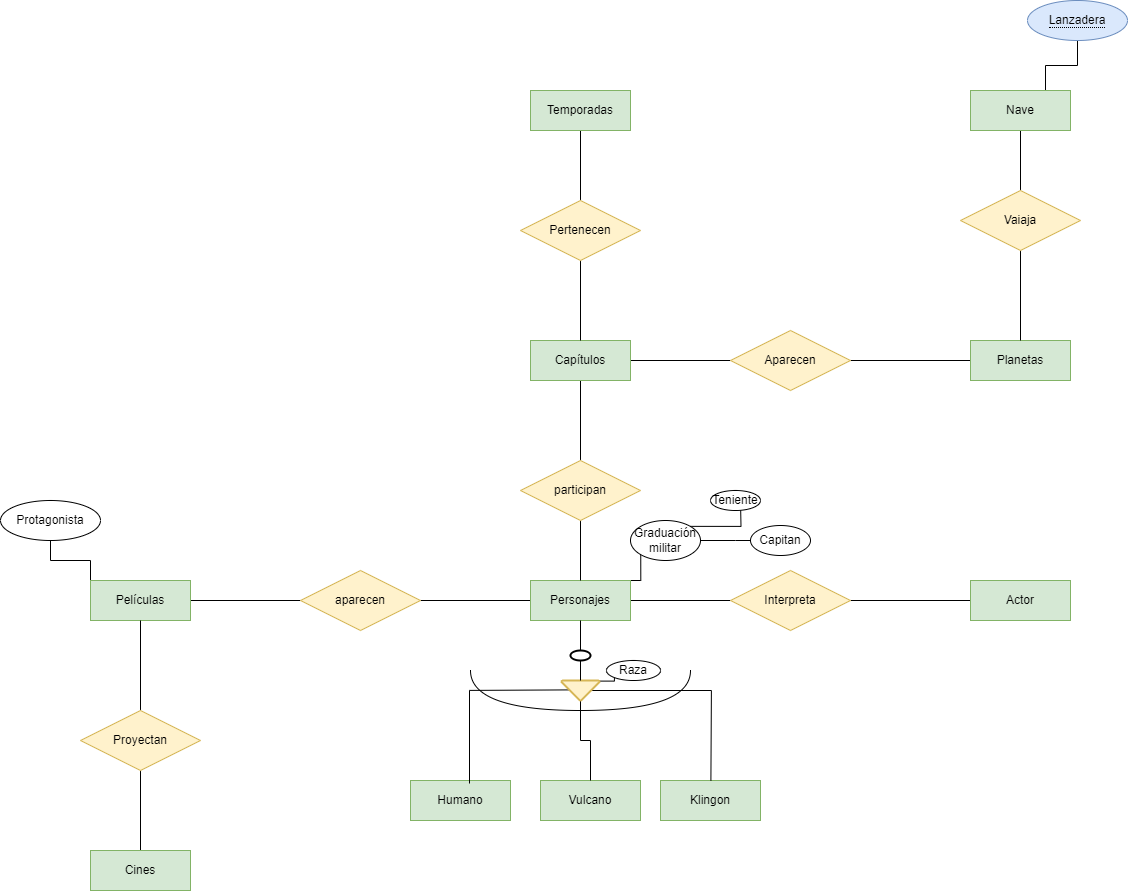 Lanzadera
Temporadas
Nave
Pertenecen
Vaiaja
Capítulos
Aparecen
Planetas
participan
Teniente
Protagonista
Graduación
militar
Capitan
Películas
aparecen
Personajes
Interpreta
Actor
Raza
Proyectan
Humano
Vulcano
Klingon
Cines